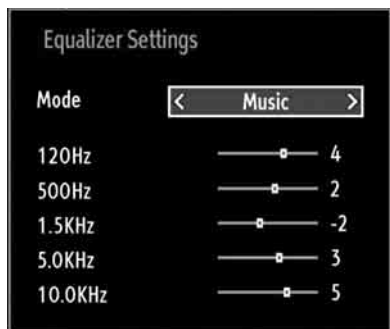 Equalizer Settings
Mode < Music >
120Hz 4
500Hz 2
1.5KHz -2
5.0KHz 3
10.0KHz 5